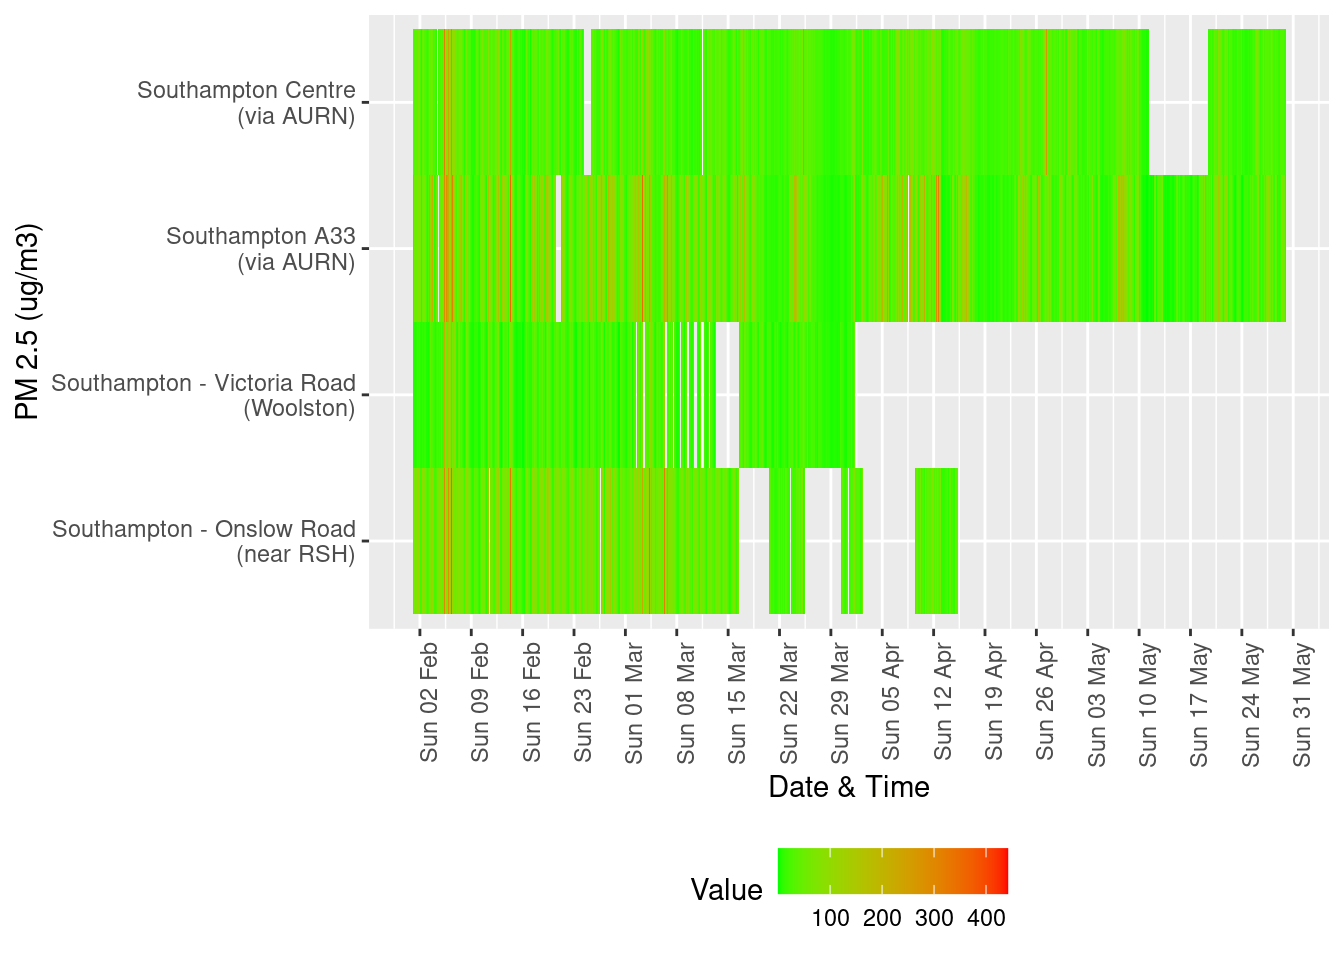 Southampton Centre
(via AURN)
Southampton A33
(via AURN)
Southampton - Victoria Road
(Woolston)
Southampton - Onslow Road
(near RSH)
PM 2.5 (ug/m3)
Sun 02 Feb
Sun 09 Feb
Sun 16 Feb
Sun 23 Feb
Sun 01 Mar
Sun 08 Mar
Sun 15 Mar
Sun 22 Mar
Sun 29 Mar
Sun 05 Apr
Sun 12 Apr
Sun 19 Apr
Sun 26 Apr
Sun 03 May
Sun 10 May
Sun 17 May
Sun 24 May
Sun 31 May
Date & Time
Value
100 200 300 400